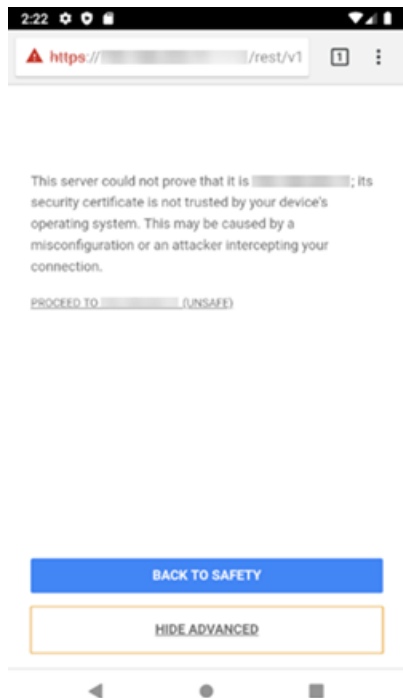 2:22
https:// /rest/v1
1
This server could not prove that it is ; its
security certificate is not trusted by your device's
operating system. This may be caused by a
misconfiguration or an attacker intercepting your
connection.
PROCEED TO (UNSAFE)
BACK TO SAFETY
HIDE ADVANCED